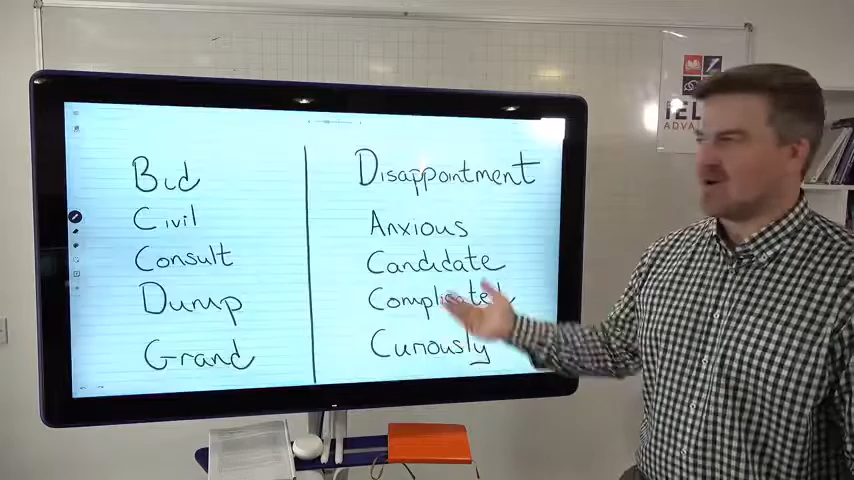 Bid
Civil
Consult
Dump
Grand
Disappointment
Anxious
Candidate
Complicated
Curiously